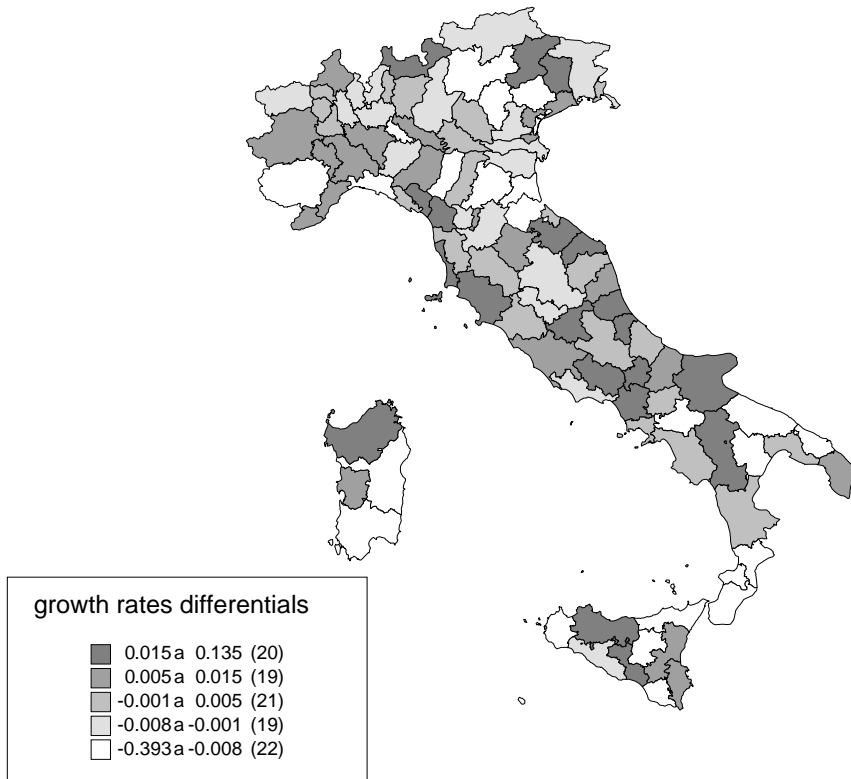 growth rates differentials
0.015 a 0.135 (20)
0.005 a 0.015 (19)
-0.001 a 0.005 (21)
-0.008 a -0.001 (19)
-0.393 a -0.008 (22)